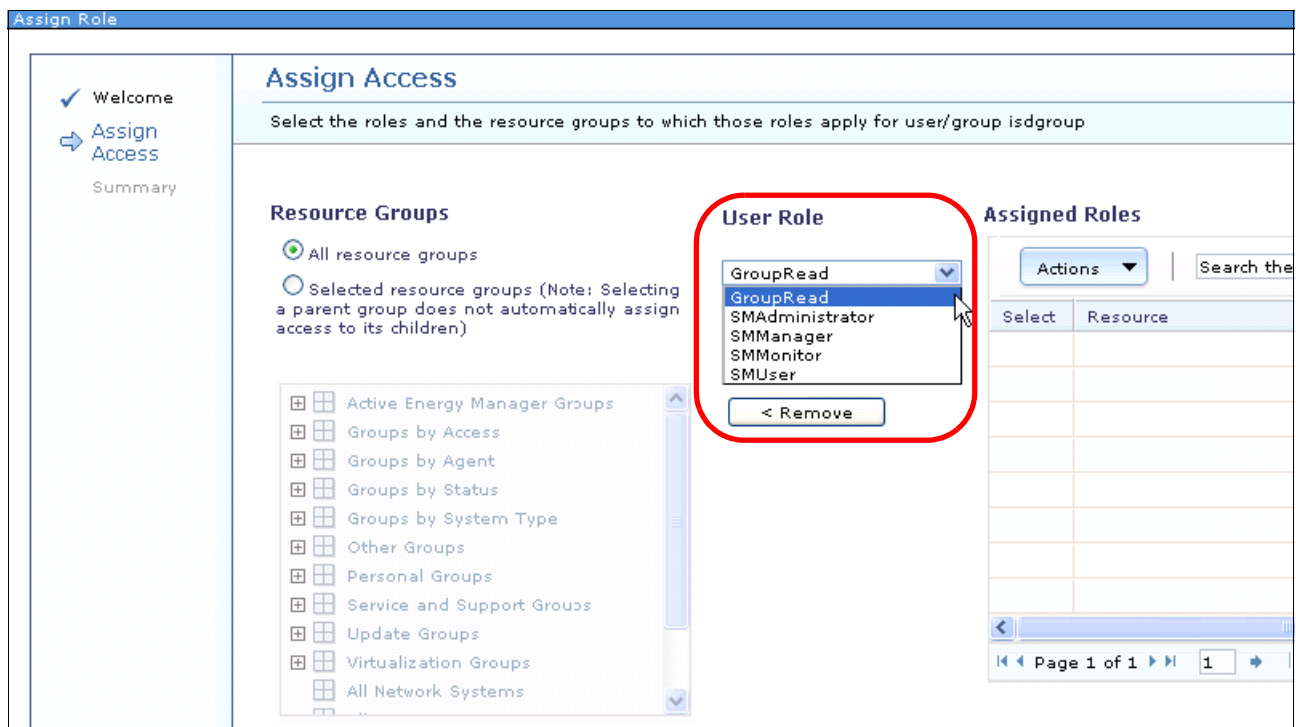 Assign Role
Welcome
Assign
Access
Summary
Assign Access
Select the roles and the resource groups to which those roles apply for user/group isdgroup
Resource Groups
All resource groups
Selected resource groups (Note: Selecting
a parent group does not automatically assign
access to its children)
Active Energy Manager Groups
Groups by Access
Groups by Agent
Groups by Status
Groups by System Type
Other Groups
Personal Groups
Service and Support Groups
Update Groups
Virtualization Groups
All Network Systems
User Role
GroupRead
GroupRead
SMAdministrator
SMManager
SMMonitor
SMUser
< Remove
Assigned Roles
Actions
Search the
Select Resource
Page 1 of 1 1